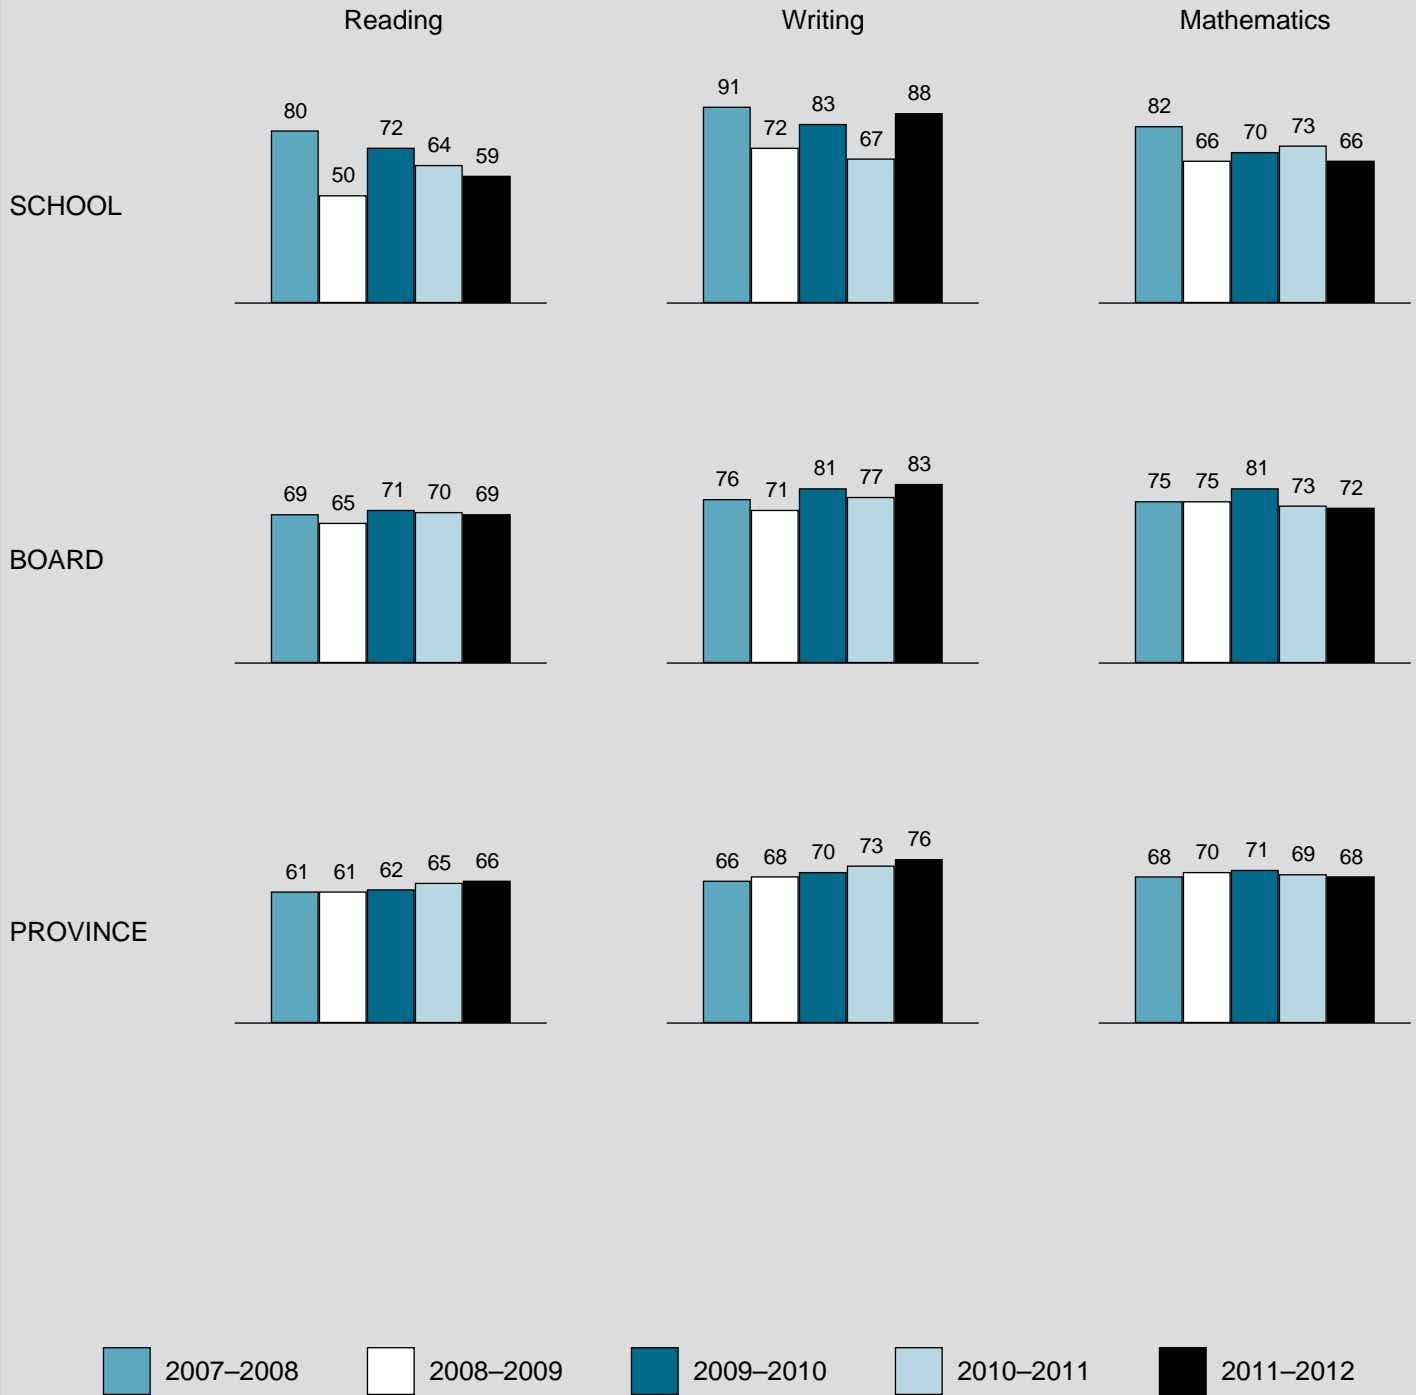 Reading Writing Mathematics
SCHOOL
80 50 72 64 59
91 72 83 67 88
82 66 70 73 66
BOARD
69 65 71 70 69
76 71 81 77 83
75 75 81 73 72
PROVINCE
61 61 62 65 66
66 68 70 73 76
68 70 71 69 68
2007–2008 2008–2009 2009–2010 2010–2011 2011–2012